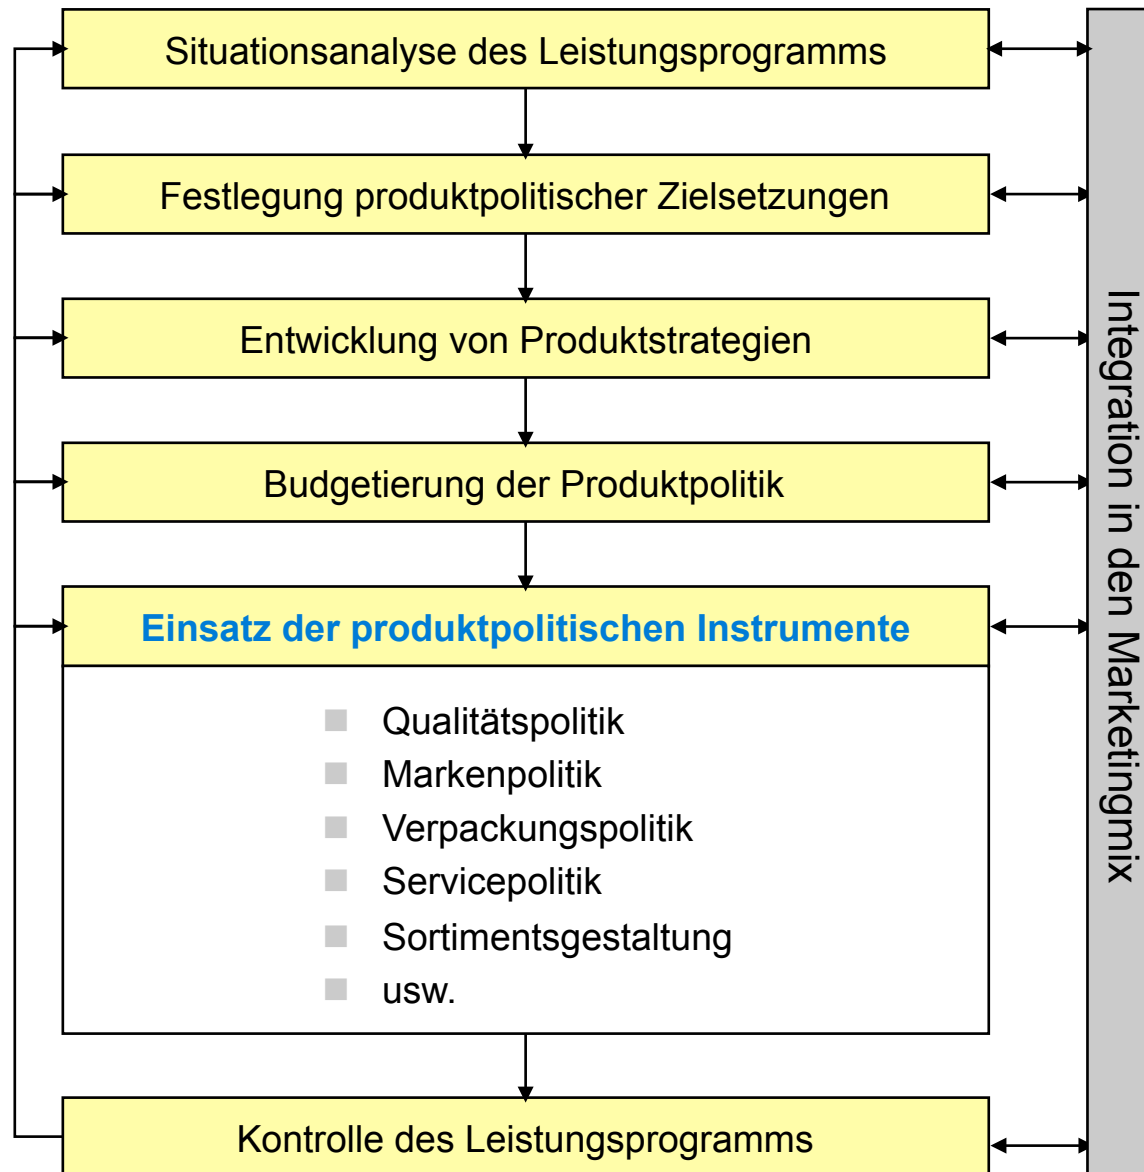 Situationsanalyse des Leistungsprogramms
Festlegung produktpolitischer Zielsetzungen
Entwicklung von Produktstrategien
Budgetierung der Produktpolitik
Einsatz der produktpolitischen Instrumente
Qualitätspolitik
Markenpolitik
Verpackungspolitik
Servicepolitik
Sortimentsgestaltung
usw.
Kontrolle des Leistungsprogramms
Integration in den Marketingmix